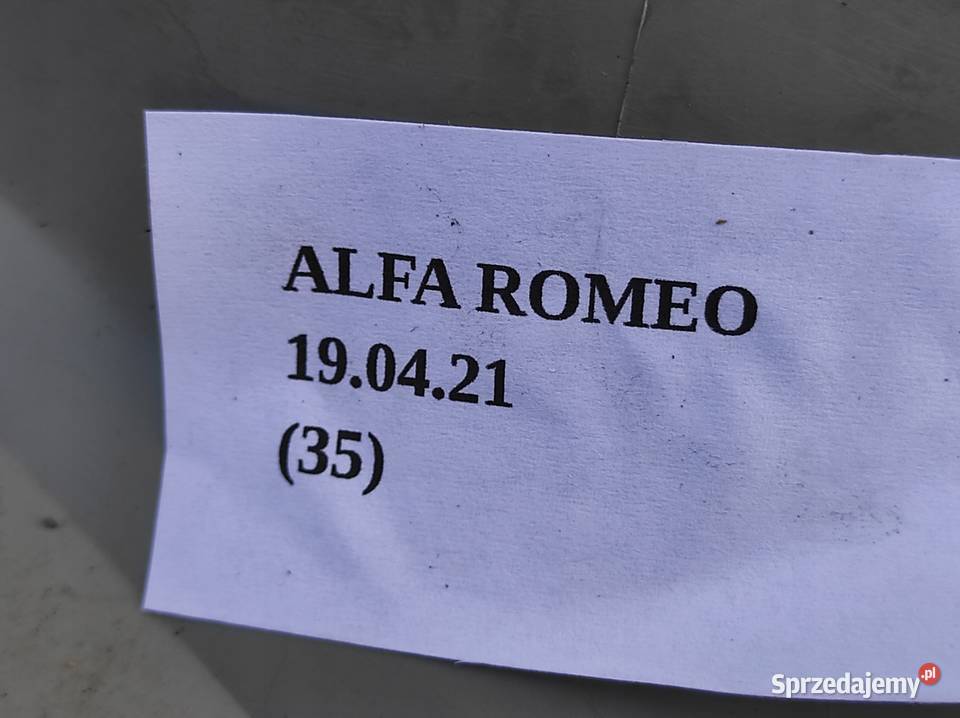 ALFA ROMEO
19.04.21
(35)
Sprzedajemy.pl